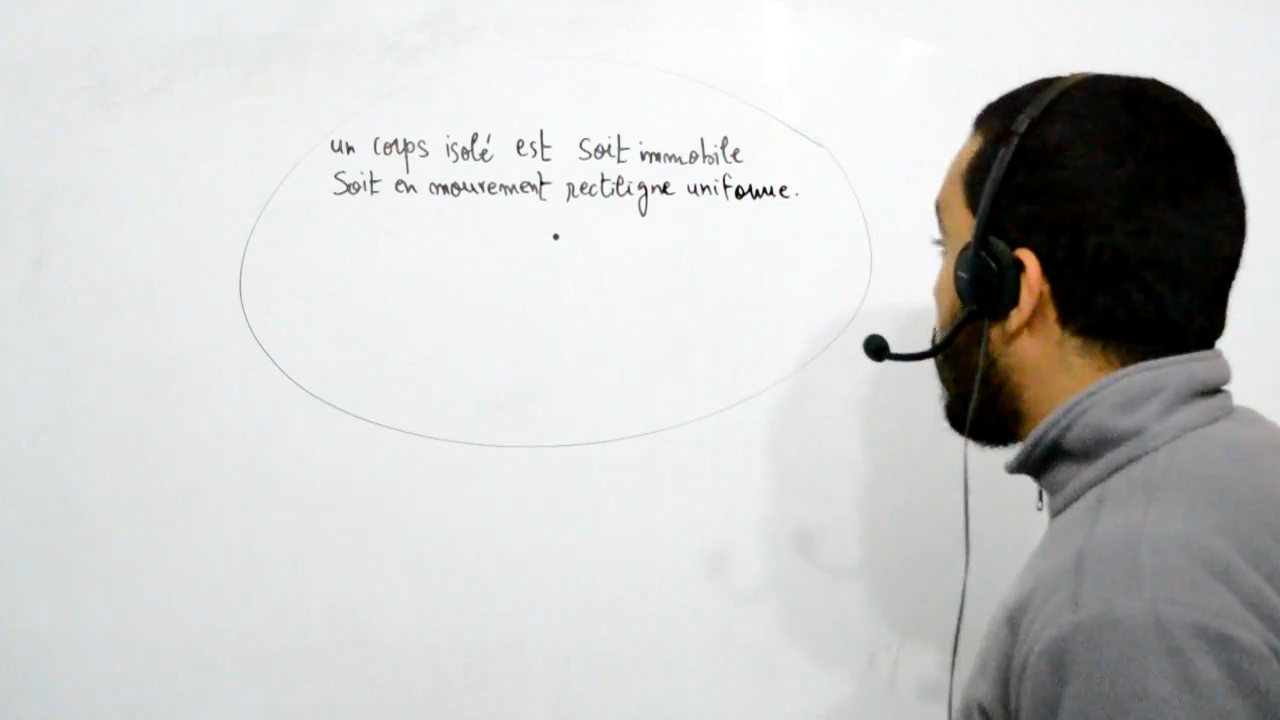 un corps isolé est soit immobile
Soit en mouvement rectiligne uniforme.